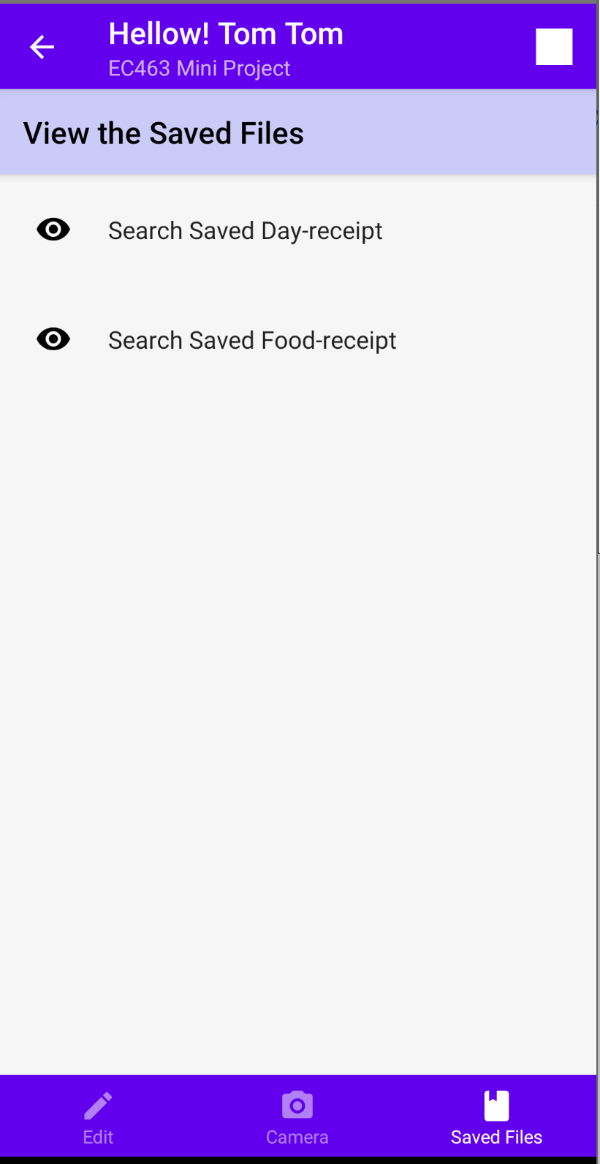 Hellow! Tom Tom
EC463 Mini Project
View the Saved Files
Search Saved Day-receipt
Search Saved Food-receipt
Edit
Camera
Saved Files